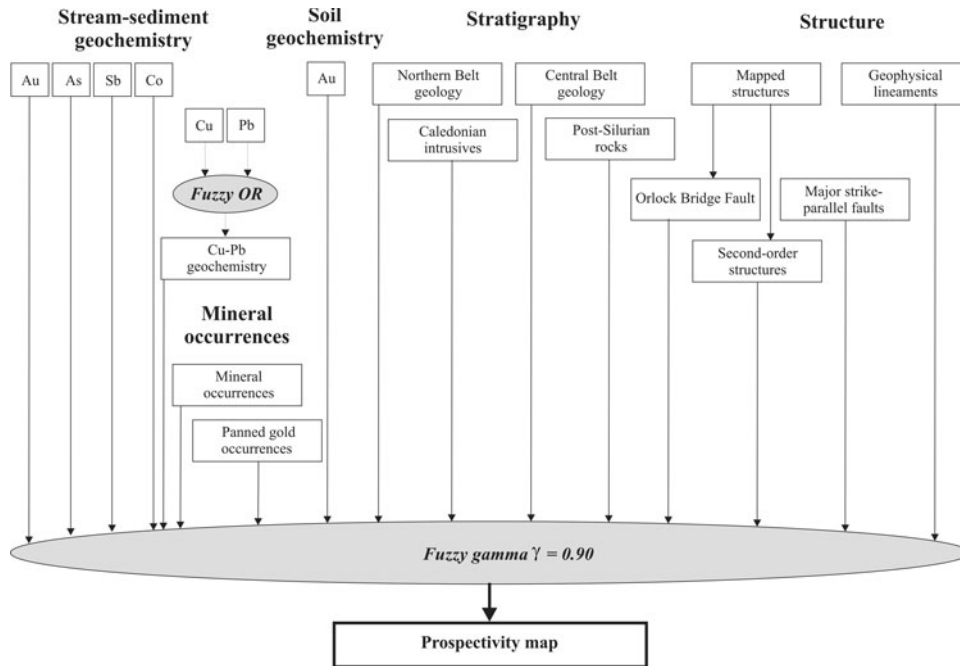 Stream-sediment
geochemistry
Soil
geochemistry
Stratigraphy
Structure
Au
As
Sb
Co
Au
Northern Belt
geology
Central Belt
geology
Mapped
structures
Geophysical
lineaments
Cu
Pb
Caledonian
intrusives
Post-Silurian
rocks
Fuzzy OR
Orlock Bridge Fault
Major strike-
parallel faults
Cu-Pb
geochemistry
Second-order
structures
Mineral
occurrences
Mineral
occurrences
Panned gold
occurrences
Fuzzy gamma γ = 0.90
Prospectivity map